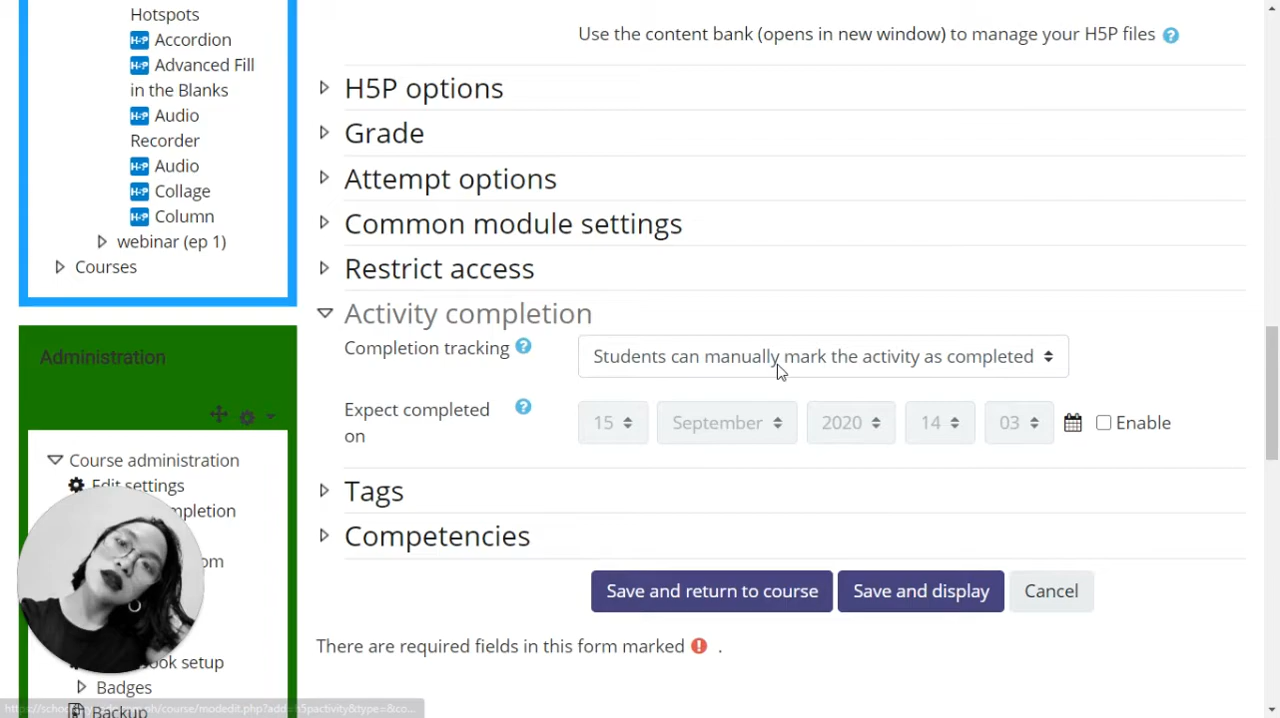 Hotspots
H-P Accordion
H-P Advanced Fill
in the Blanks
H-P Audio
Recorder
H-P Audio
H-P Collage
H-P Column
webinar (ep 1)
Courses
Administration
Course administration
Edit settings
mpletion
om
ook setup
Badges
Backup
Use the content bank (opens in new window) to manage your H5P files ?
H5P options
Grade
Attempt options
Common module settings
Restrict access
Activity completion
Completion tracking ? Students can manually mark the activity as completed
Expect completed
on ? 15 September 2020 14 03 Enable
Tags
Competencies
Save and return to course Save and display Cancel
There are required fields in this form marked ! .